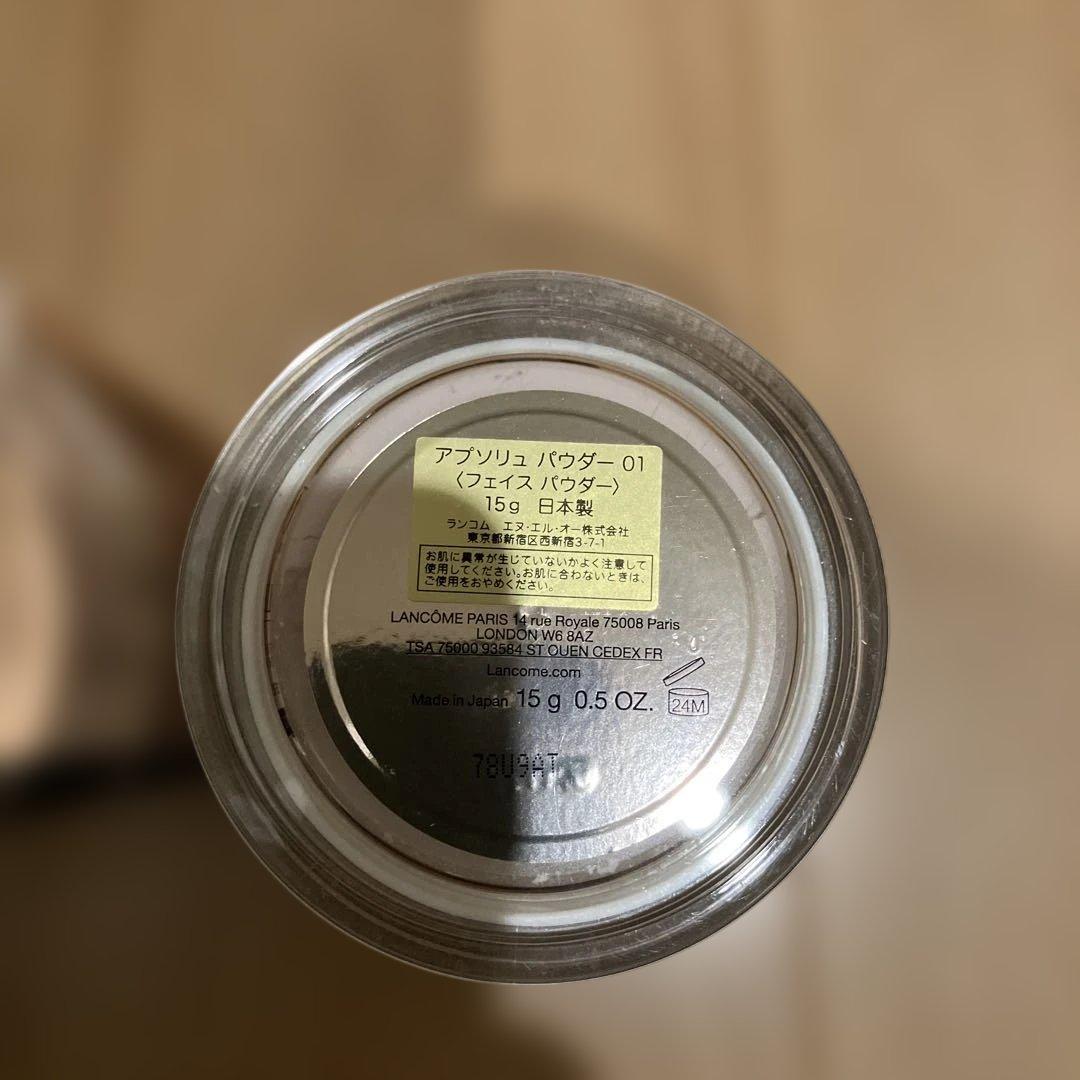 アプソリュ パウダー 01
〈フェイス パウダー〉
15g 日本製
ランコム エヌ・エル・オー株式会社
東京都新宿区西新宿3-7-1
お肌に異常が生じていないかよく注意して
使用してください。お肌に合わないときは、
ご使用をおやめください。
LANCÔME PARIS 14 rue Royale 75008 Paris
LONDON W6 8AZ
TSA 75000 93584 ST OUEN CEDEX FR
Lancome.com
Made in Japan 15 g 0.5 OZ.
24M